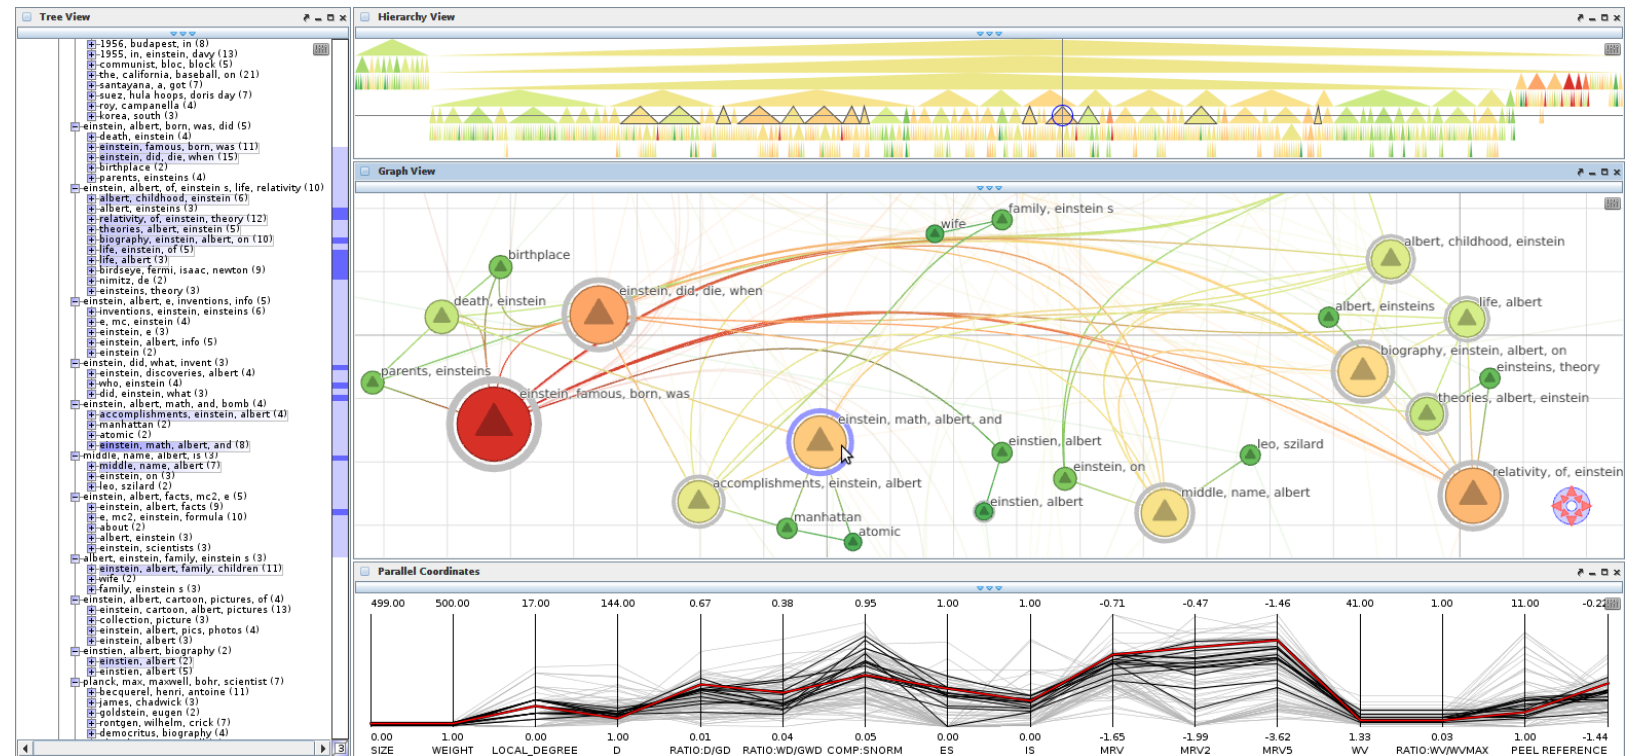 Tree View
1956, budapest, in (8)
1955, in, einstein, davy (13)
communist, bloc, block (5)
the, california, baseball, on (21)
santayana, a, got (7)
suez, hula hoops, doris day (7)
roy, campanella (4)
korea, south (3)
einstein, albert, born, was, did (5)
death, einstein (4)
einstein, famous, born, was (11)
einstein, did, die, when (15)
birthplace (2)
parents, einsteins (4)
einstein, albert, of, einstein s, life, relativity (10)
albert, childhood, einstein (6)
albert, einsteins (3)
relativity, of, einstein, theory (12)
theories, albert, einstein (5)
biography, einstein, albert, on (10)
life, einstein, of (5)
life, albert (3)
birdseye, fermi, isaac, newton (9)
nimitz, de (2)
einsteins, theory (3)
einstein, albert, e, inventions, info (5)
inventions, einstein, einsteins (6)
e, mc, einstein (4)
einstein, e (3)
einstein, albert, info (5)
einstein (2)
einstein, did, what, invent (3)
einstein, discoveries, albert (4)
who, einstein (4)
did, einstein, what (3)
einstein, albert, math, and, bomb (4)
accomplishments, einstein, albert (4)
manhattan (2)
atomic (2)
einstein, math, albert, and (8)
middle, name, albert, is (3)
middle, name, albert (7)
einstein, on (3)
leo, szilard (2)
einstein, albert, facts, mc2, e (5)
einstein, albert, facts (9)
e, mc2, einstein, formula (10)
about (2)
albert, einstein (3)
einstein, scientists (3)
albert, einstein, family, einstein s (3)
einstein, albert, family, children (11)
wife (2)
family, einstein s (3)
einstein, albert, cartoon, pictures, of (4)
einstein, cartoon, albert, pictures (13)
collection, picture (3)
einstein, albert, pics, photos (4)
einstein, albert (3)
einstien, albert, biography (2)
einstien, albert (2)
einstien, albert (5)
planck, max, maxwell, bohr, scientist (7)
becquerel, henri, antoine (11)
james, chadwick (3)
goldstein, eugen (2)
rontgen, wilhelm, crick (7)
democritus, biography (4)
3
Hierarchy View
Graph View
family, einstein s
wife
albert, childhood, einstein
birthplace
einstein, did, die, when
death, einstein
life, albert
albert, einsteins
biography, einstein, albert, on
einsteins, theory
parents, einsteins
einstein, famous, born, was
theories, albert, einstein
einstein, math, albert, and
einstien, albert
leo, szilard
einstein, on
relativity, of, einstein
accomplishments, einstein, albert
middle, name, albert
einstien, albert
manhattan
atomic
Parallel Coordinates
499.00 500.00 17.00 144.00 0.67 0.38 0.95 1.00 1.00 -0.71 -0.47 -1.46 41.00 1.00 11.00 -0.22
0.00 1.00 0.00 1.00 0.01 0.04 0.05 0.00 0.00 -1.65 -1.99 -3.62 1.33 0.03 1.00 -1.44
SIZE WEIGHT LOCAL_DEGREE D RATIO:D/GD RATIO:WD/GWD COMP:SNORM ES IS MRV MRV2 MRV5 WV RATIO:WV/WVMAX PEEL REFERENCE